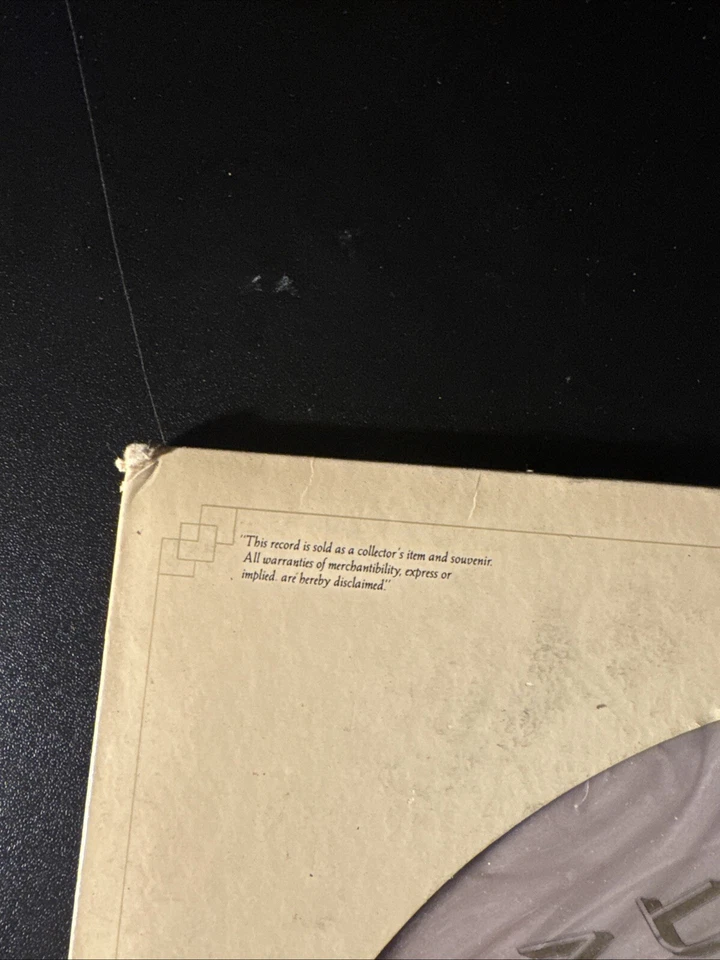 "This record is sold as a collector's item and souvenir.
All warranties of merchantibility, express or
implied. are hereby disclaimed."